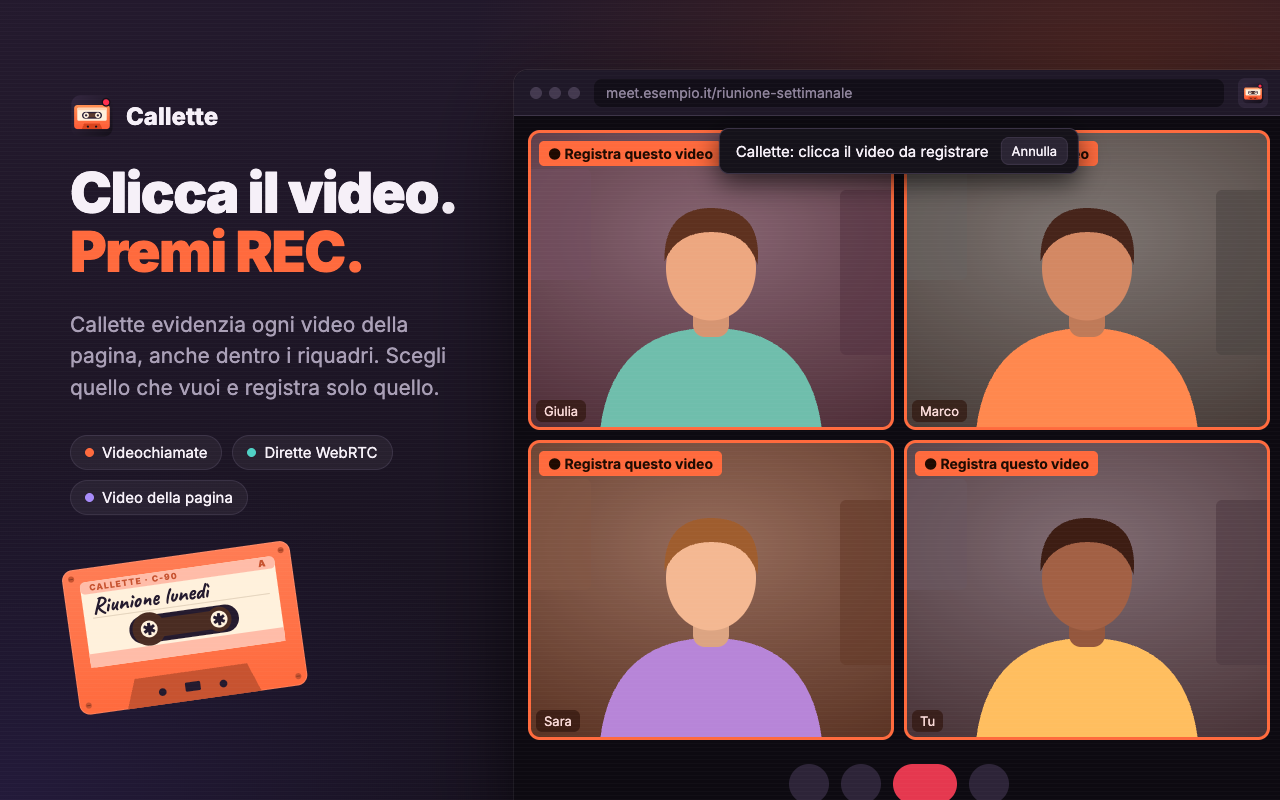 Callette
Clicca il video.
Premi REC.
Callette evidenzia ogni video della
pagina, anche dentro i riquadri. Scegli
quello che vuoi e registra solo quello.
Videochiamate
Dirette WebRTC
Video della pagina
CALLETTE · C-90
A
Riunione lunedì
meet.esempio.it/riunione-settimanale
Callette: clicca il video da registrare
Annulla
Registra questo video
eo
Giulia
Marco
Registra questo video
Registra questo video
Sara
Tu